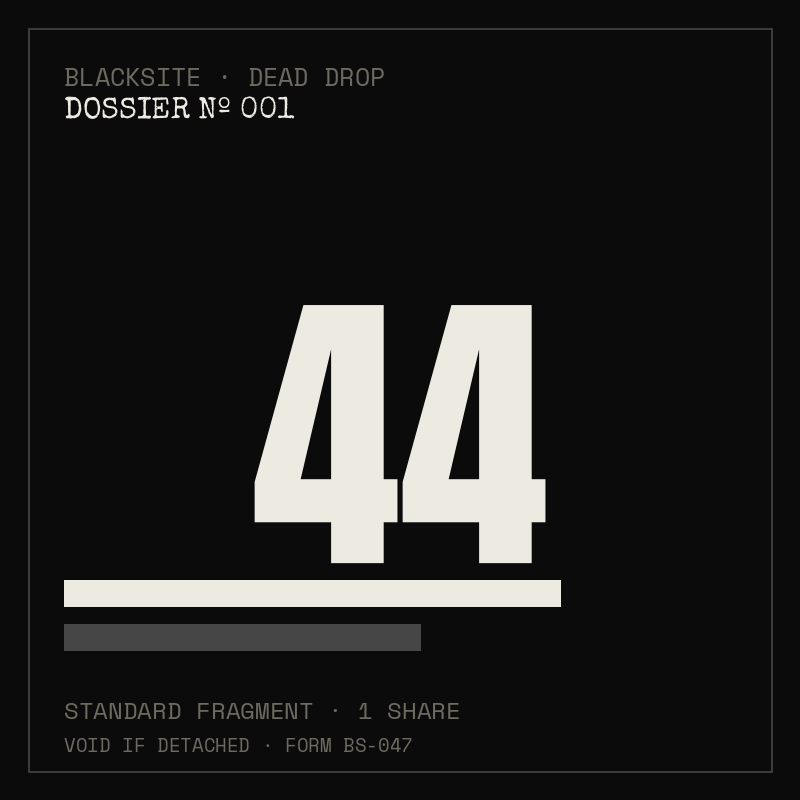 BLACKSITE · DEAD DROP
DOSSIER Nº 001
44
STANDARD FRAGMENT · 1 SHARE
VOID IF DETACHED · FORM BS-047